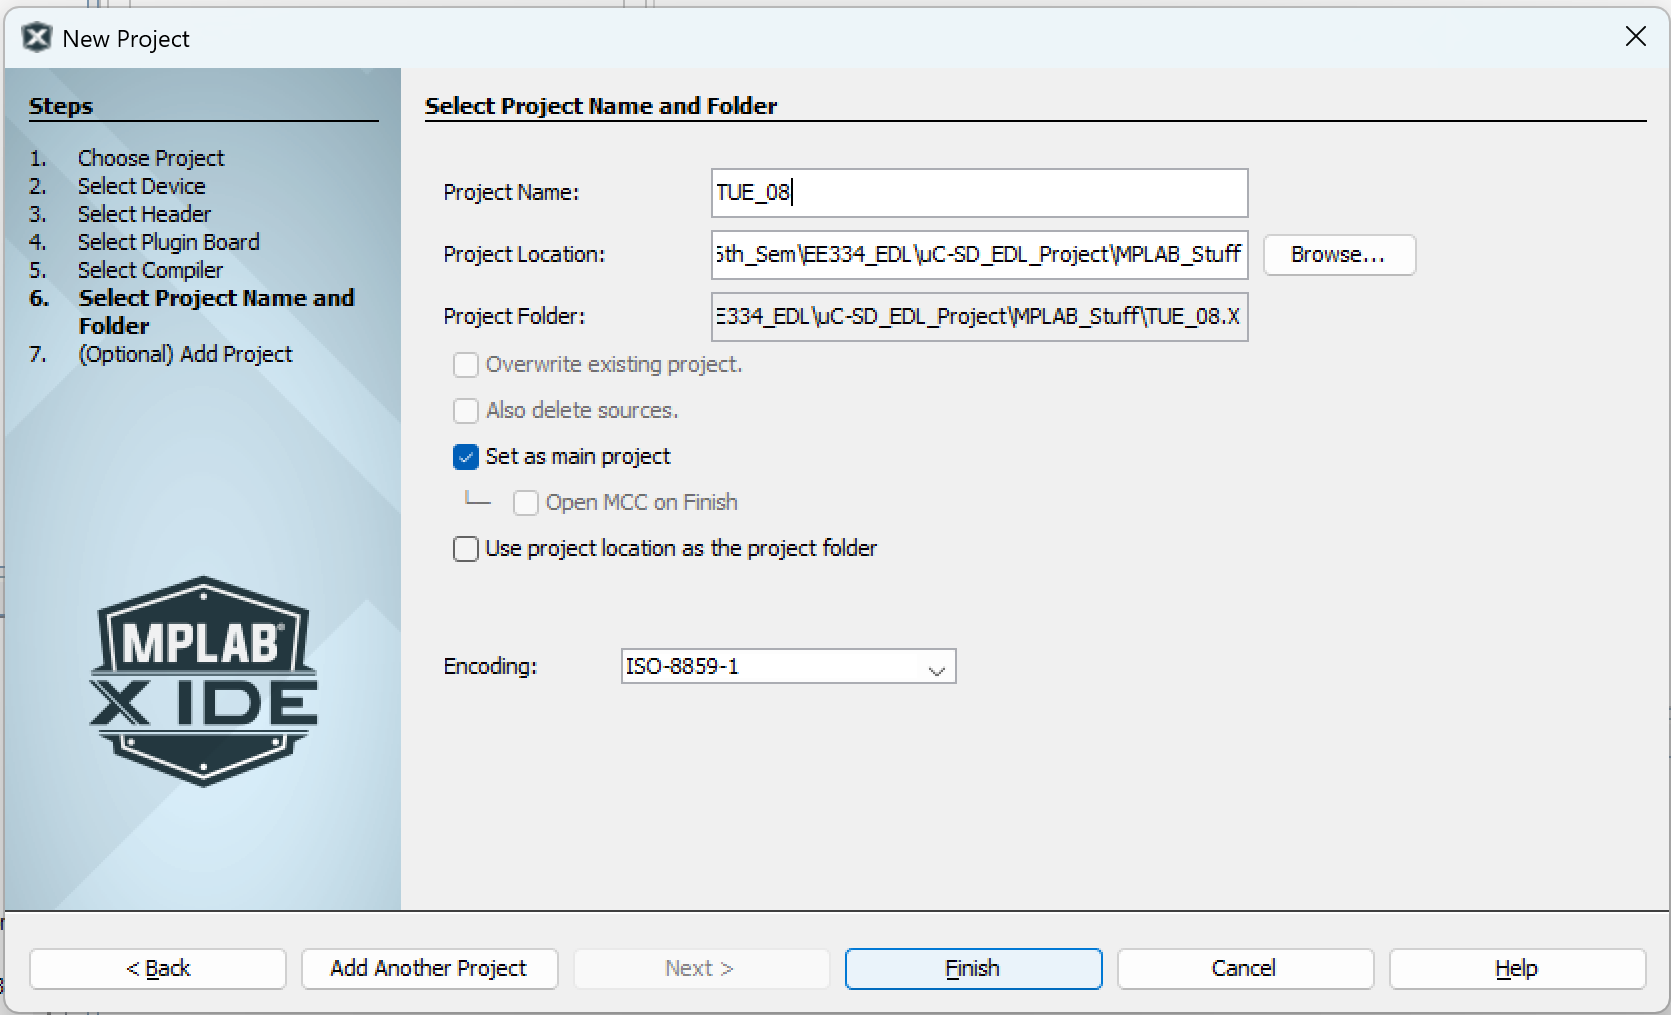 New Project
Steps
1. Choose Project
2. Select Device
3. Select Header
4. Select Plugin Board
5. Select Compiler
6. Select Project Name and
Folder
7. (Optional) Add Project
MPLAB®
X IDE
Select Project Name and Folder
Project Name: TUE_08
Project Location: 5th_Sem\EE334_EDL\µC-SD_EDL_Project\MPLAB_Stuff Browse...
Project Folder: E334_EDL\µC-SD_EDL_Project\MPLAB_Stuff\TUE_08.X
Overwrite existing project.
Also delete sources.
Set as main project
Open MCC on Finish
Use project location as the project folder
Encoding: ISO-8859-1
< Back Add Another Project Next > Finish Cancel Help